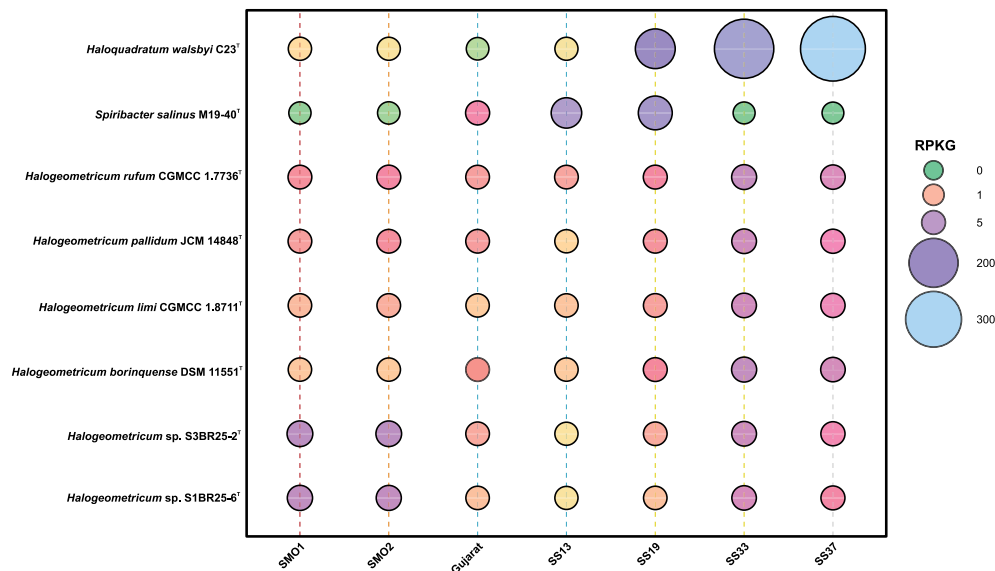 Haloquadratum walsbyi C23ᵀ
Spiribacter salinus M19-40ᵀ
Halogeometricum rufum CGMCC 1.7736ᵀ
Halogeometricum pallidum JCM 14848ᵀ
Halogeometricum limi CGMCC 1.8711ᵀ
Halogeometricum borinquense DSM 11551ᵀ
Halogeometricum sp. S3BR25-2ᵀ
Halogeometricum sp. S1BR25-6ᵀ
SMO1
SMO2
Gujarat
SS13
SS19
SS33
SS37
RPKG
0
1
5
200
300